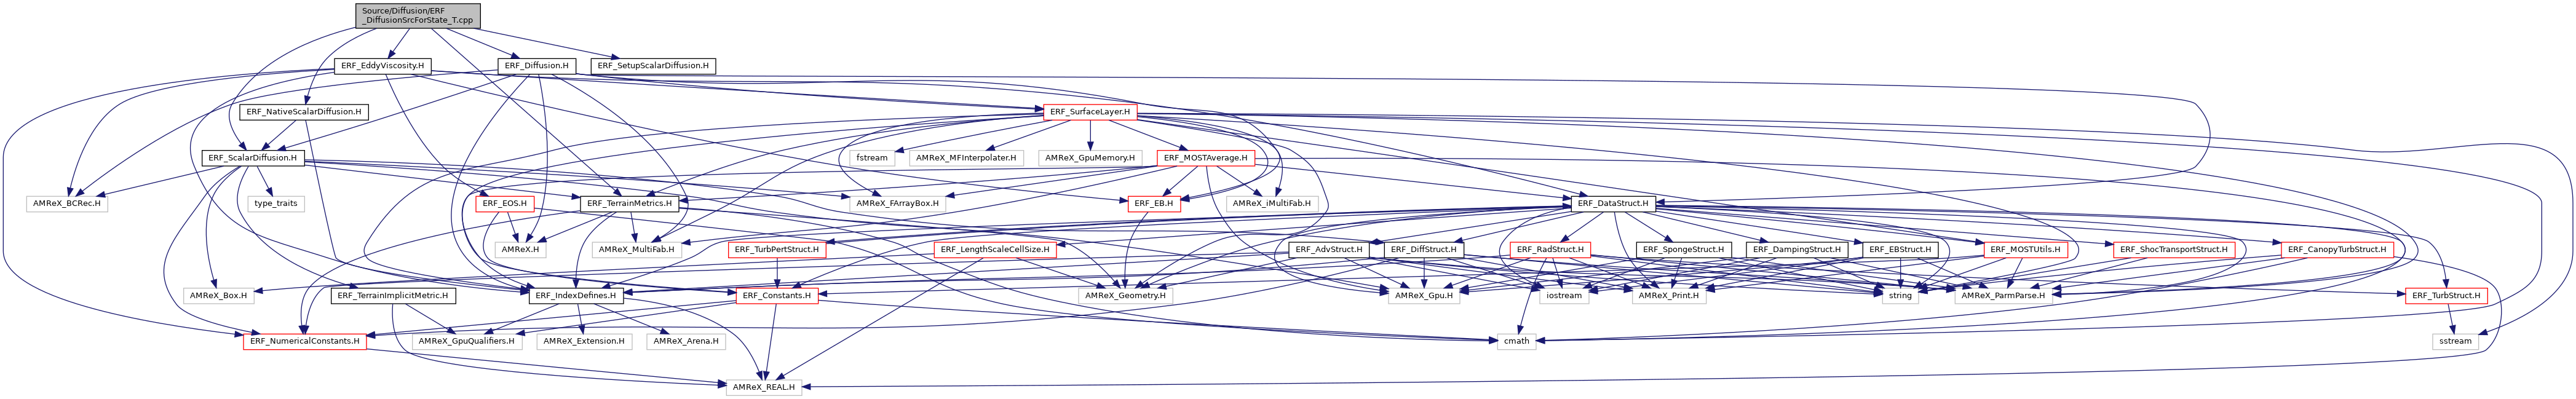 Source/Diffusion/ERF
_DiffusionSrcForState_T.cpp
ERF_EddyViscosity.H
ERF_Diffusion.H
ERF_SetupScalarDiffusion.H
ERF_NativeScalarDiffusion.H
ERF_SurfaceLayer.H
ERF_ScalarDiffusion.H
fstream
AMReX_MFInterpolater.H
AMReX_GpuMemory.H
ERF_MOSTAverage.H
AMReX_BCRec.H
type_traits
ERF_EOS.H
ERF_TerrainMetrics.H
AMReX_FArrayBox.H
ERF_EB.H
AMReX_iMultiFab.H
ERF_DataStruct.H
AMReX.H
AMReX_MultiFab.H
ERF_TurbPertStruct.H
ERF_LengthScaleCellSize.H
ERF_AdvStruct.H
ERF_DiffStruct.H
ERF_RadStruct.H
ERF_SpongeStruct.H
ERF_DampingStruct.H
ERF_EBStruct.H
ERF_MOSTUtils.H
ERF_ShocTransportStruct.H
ERF_CanopyTurbStruct.H
AMReX_Box.H
ERF_TerrainImplicitMetric.H
ERF_IndexDefines.H
ERF_Constants.H
AMReX_Geometry.H
AMReX_Gpu.H
iostream
AMReX_Print.H
string
AMReX_ParmParse.H
ERF_TurbStruct.H
ERF_NumericalConstants.H
AMReX_GpuQualifiers.H
AMReX_Extension.H
AMReX_Arena.H
cmath
sstream
AMReX_REAL.H